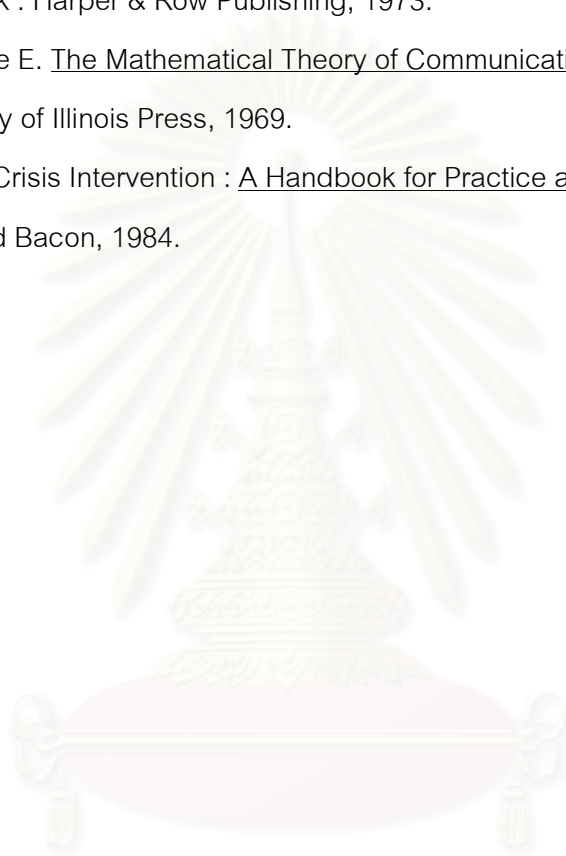 k : Harper & Row Publishing, 1973.
e E. The Mathematical Theory of Communicati
y of Illinois Press, 1969.
Crisis Intervention : A Handbook for Practice a
d Bacon, 1984.